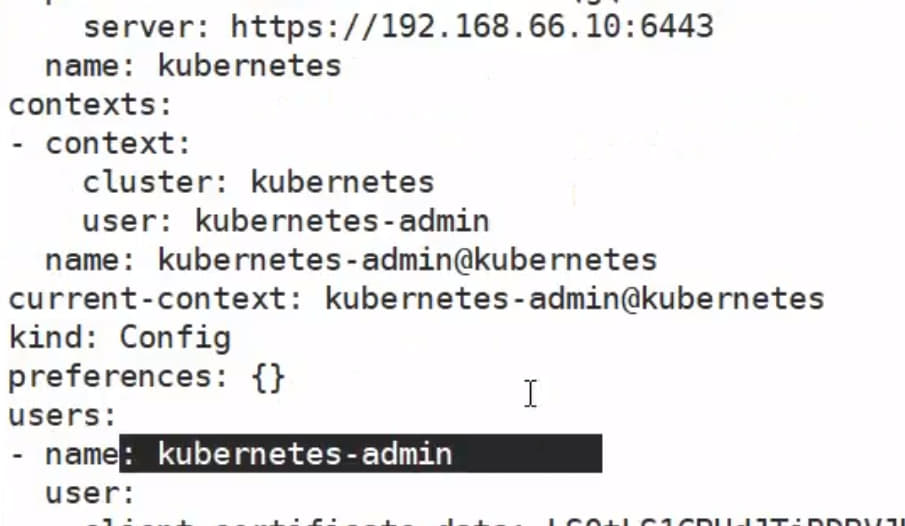 server: https://192.168.66.10:6443
name: kubernetes
contexts:
- context:
cluster: kubernetes
user: kubernetes-admin
name: kubernetes-admin@kubernetes
current-context: kubernetes-admin@kubernetes
kind: Config
preferences: {}
users:
- name: kubernetes-admin
user: